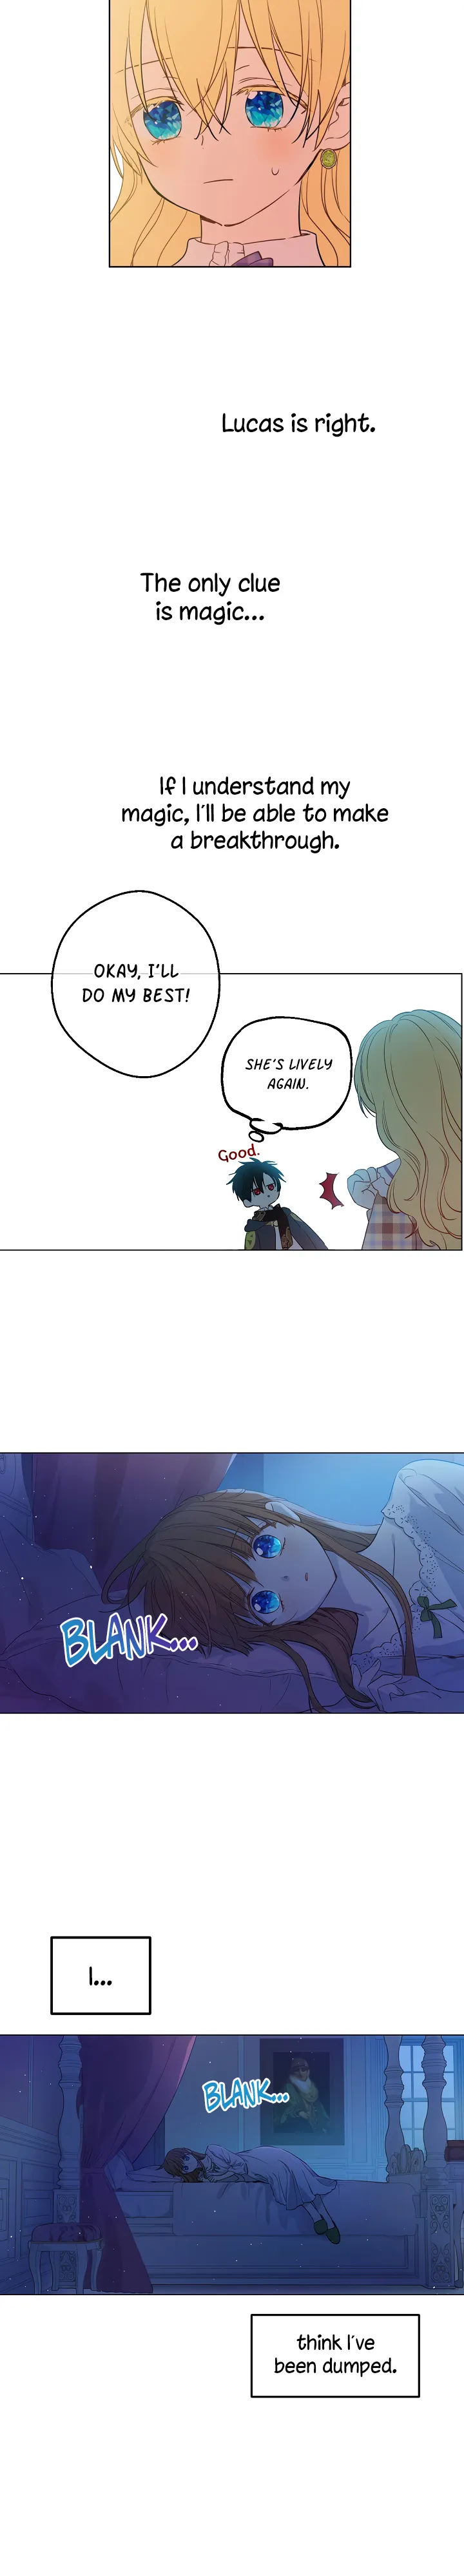 Lucas is right.
The only clue
is magic...
If I understand my
magic, I'll be able to make
a breakthrough.
OKAY, I'LL
DO MY BEST!
SHE'S LIVELY
AGAIN.
Good.
BLANK...
I...
BLANK...
think I've
been dumped.